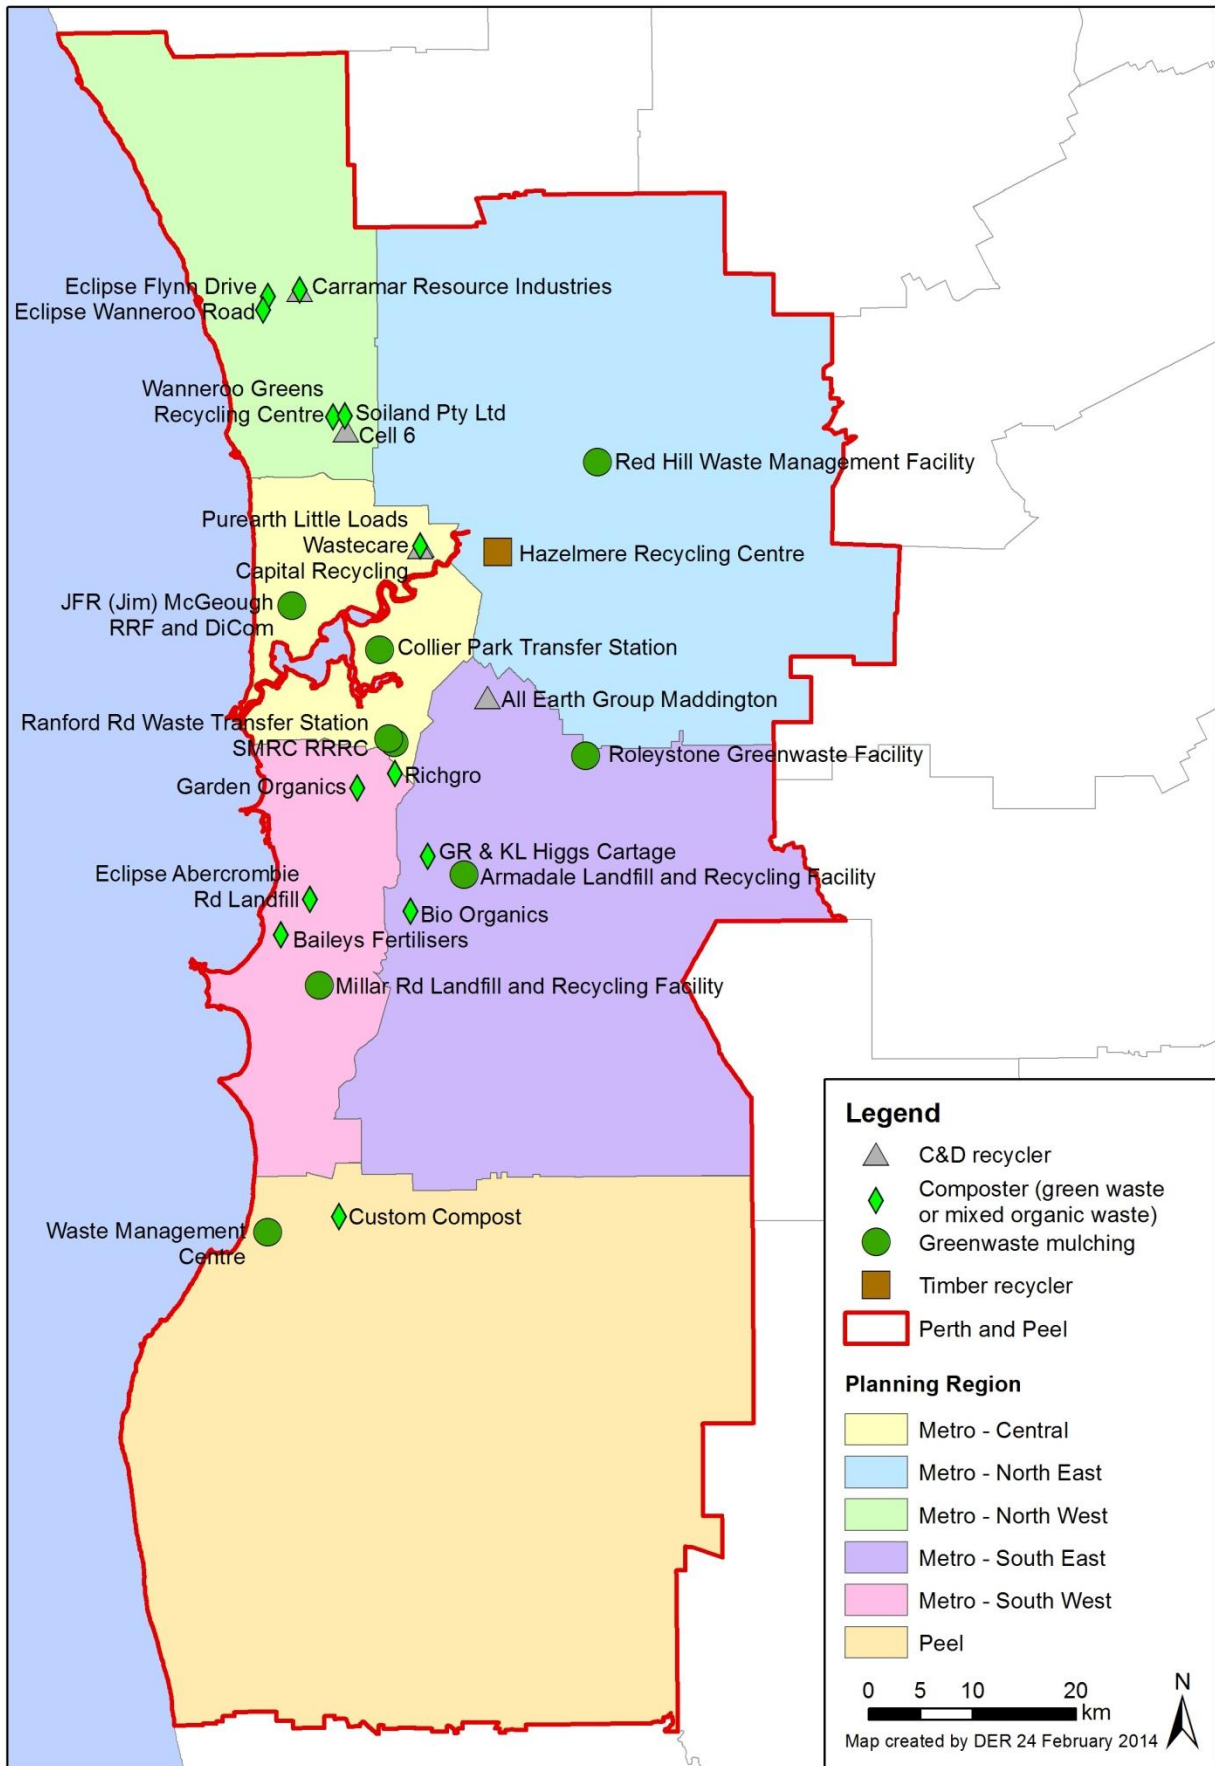 Eclipse Flynn Drive
Carramar Resource Industries
Eclipse Wanneroo Road
Wanneroo Greens
Recycling Centre
Soiland Pty Ltd
Cell 6
Red Hill Waste Management Facility
Purearth Little Loads
Wastecare
Capital Recycling
Hazelmere Recycling Centre
JFR (Jim) McGeough
RRF and DiCom
Collier Park Transfer Station
All Earth Group Maddington
Ranford Rd Waste Transfer Station
SMRC RRRC
Roleystone Greenwaste Facility
Richgro
Garden Organics
GR & KL Higgs Cartage
Armadale Landfill and Recycling Facility
Eclipse Abercrombie
Rd Landfill
Bio Organics
Baileys Fertilisers
Millar Rd Landfill and Recycling Facility
Custom Compost
Waste Management
Centre
Legend
C&D recycler
Composter (green waste
or mixed organic waste)
Greenwaste mulching
Timber recycler
Perth and Peel
Planning Region
Metro - Central
Metro - North East
Metro - North West
Metro - South East
Metro - South West
Peel
0 5 10 20
km
N
Map created by DER 24 February 2014